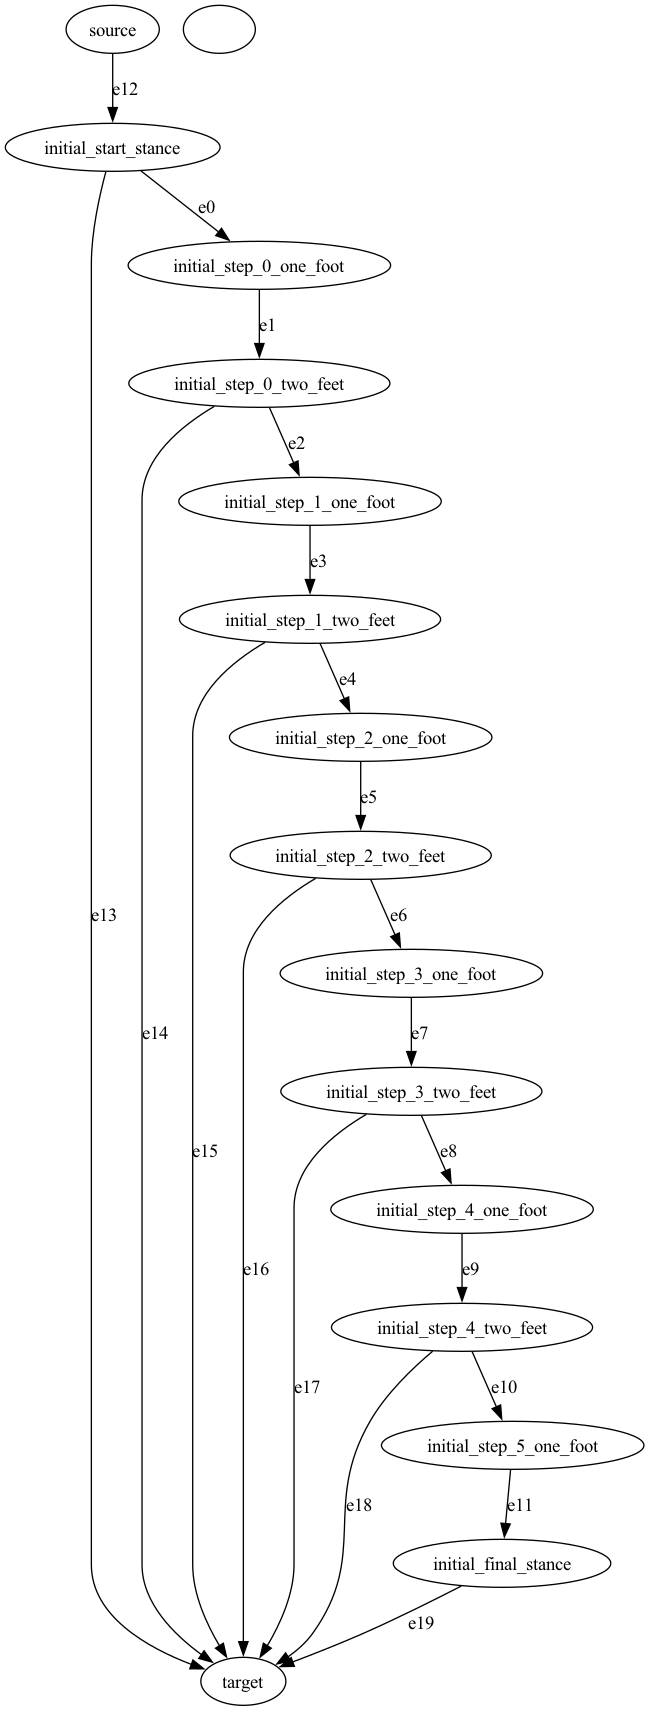 source
e12
initial_start_stance
e0
initial_step_0_one_foot
e1
initial_step_0_two_feet
e2
initial_step_1_one_foot
e3
initial_step_1_two_feet
e4
initial_step_2_one_foot
e5
initial_step_2_two_feet
e13
e6
initial_step_3_one_foot
e14
e7
initial_step_3_two_feet
e15
e8
initial_step_4_one_foot
e16
e9
initial_step_4_two_feet
e17
e10
initial_step_5_one_foot
e18
e11
initial_final_stance
e19
target